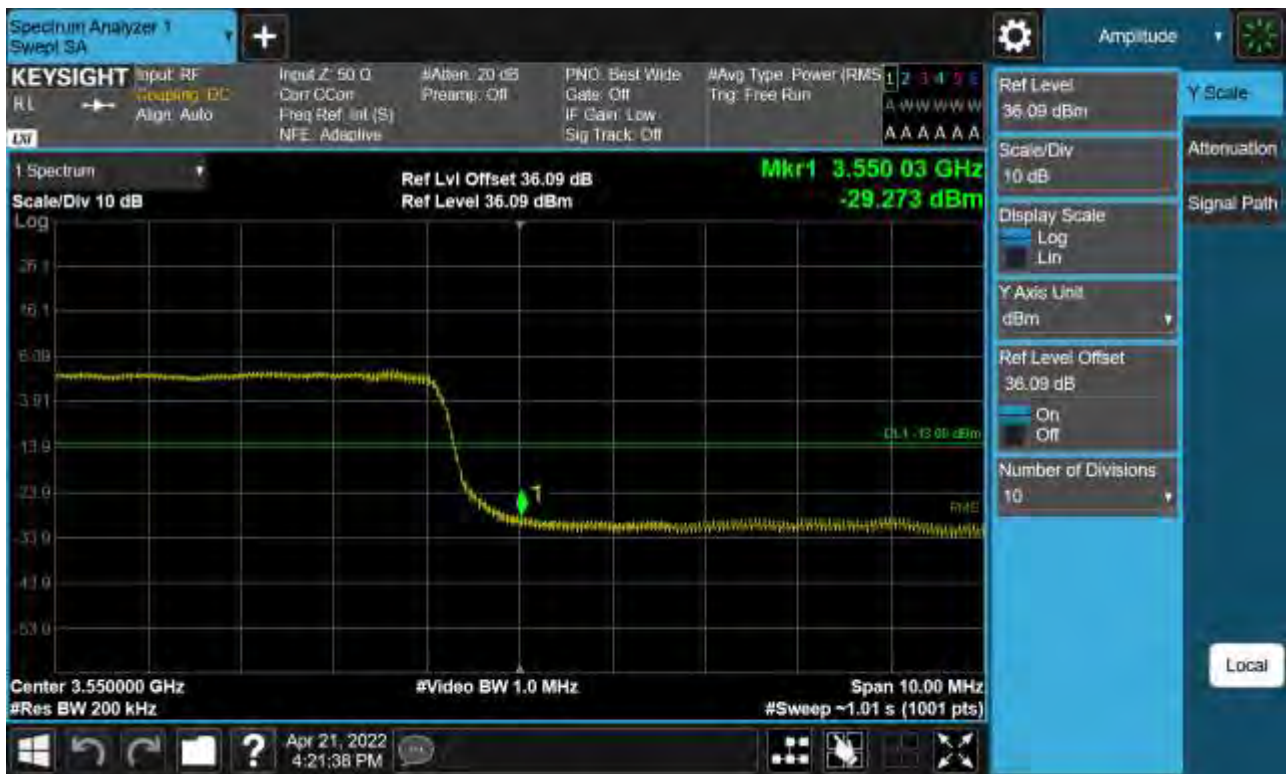 Spectrum Analyzer 1
Swept SA
+
Amplitude
KEYSIGHT
RL
Input: RF
Coupling: DC
Align: Auto
Input Z: 50 Ω
Corr CCorr
Freq Ref: Int (S)
NFE: Adaptive
#Atten: 20 dB
Preamp: Off
PNO: Best Wide
Gate: Off
IF Gain: Low
Sig Track: Off
#Avg Type: Power (RMS
Trig: Free Run
1 2 3 4 5 6
A W W W W W
A A A A A A
LXI
1 Spectrum
Scale/Div 10 dB
Log
Ref Lvl Offset 36.09 dB
Ref Level 36.09 dBm
Mkr1 3.550 03 GHz
-29.273 dBm
26.1
16.1
6.09
-3.91
-13.9
-23.9
-33.9
-43.9
-53.9
DL1 -13.00 dBm
1
RMS
Center 3.550000 GHz
#Res BW 200 kHz
#Video BW 1.0 MHz
Span 10.00 MHz
#Sweep ~1.01 s (1001 pts)
Ref Level
36.09 dBm
Scale/Div
10 dB
Display Scale
Log
Lin
Y Axis Unit
dBm
Ref Level Offset
36.09 dB
On
Off
Number of Divisions
10
Y Scale
Attenuation
Signal Path
Local
?
Apr 21, 2022
4:21:38 PM